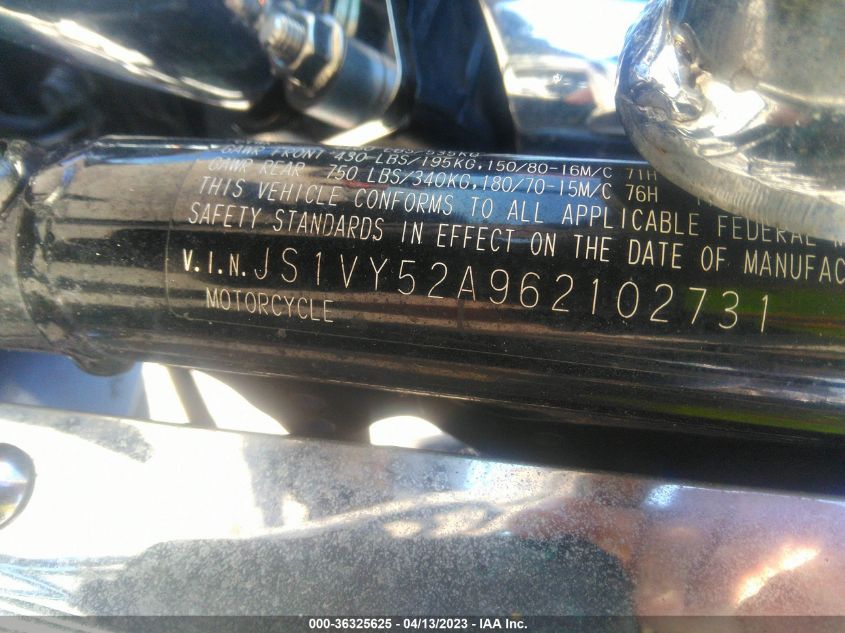 GAWR FRONT 430 LBS/195KG,150/80-16M/C 71H
GAWR REAR 750 LBS/340KG,180/70-15M/C 76H
THIS VEHICLE CONFORMS TO ALL APPLICABLE FEDERAL M
SAFETY STANDARDS IN EFFECT ON THE DATE OF MANUFAC
V.I.N.JS1VY52A962102731
MOTORCYCLE
000-36325625 - 04/13/2023 - IAA Inc.